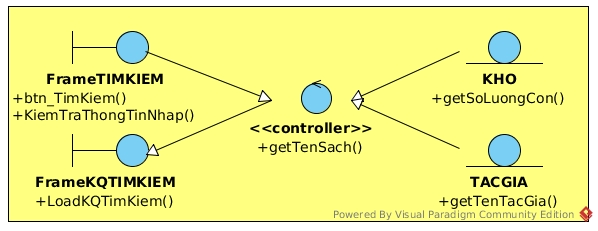 FrameTIMKIEM
+btn_TimKiem()
+KiemTraThongTinNhap()
FrameKQTIMKIEM
+LoadKQTimKiem()
<<controller>>
+getTenSach()
KHO
+getSoLuongCon()
TACGIA
+getTenTacGia()
Powered By Visual Paradigm Community Edition